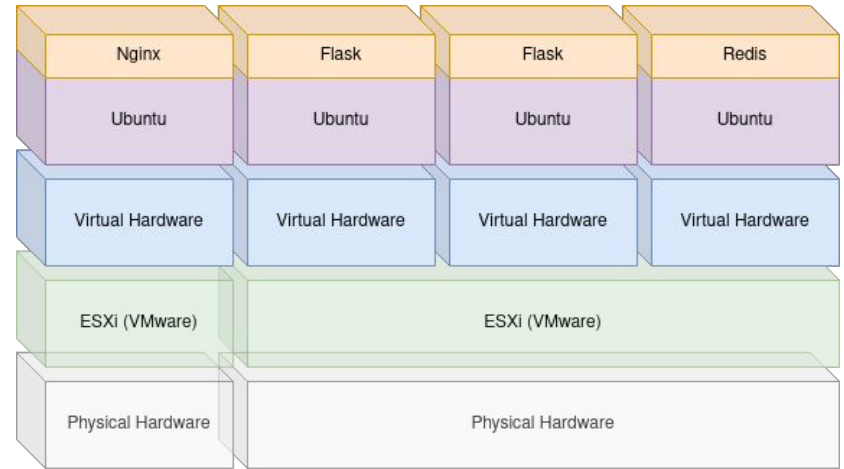 Nginx
Flask
Flask
Redis
Ubuntu
Ubuntu
Ubuntu
Ubuntu
Virtual Hardware
Virtual Hardware
Virtual Hardware
Virtual Hardware
ESXi (VMware)
ESXi (VMware)
Physical Hardware
Physical Hardware